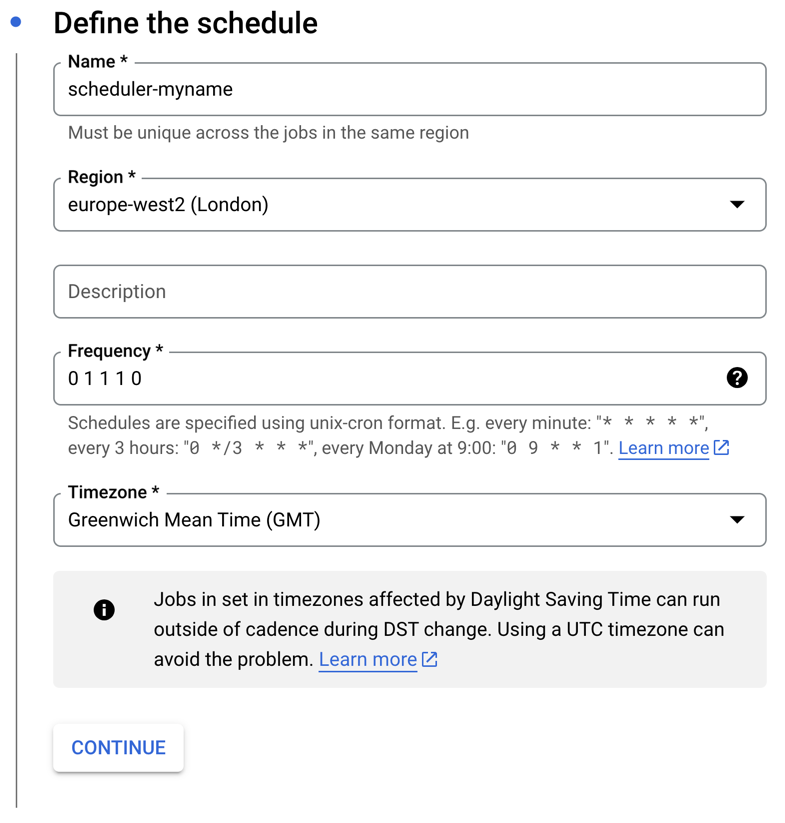 Define the schedule
Name *
scheduler-myname
Must be unique across the jobs in the same region
Region *
europe-west2 (London)
Description
Frequency *
0 1 1 1 0
Schedules are specified using unix-cron format. E.g. every minute: "* * * * *",
every 3 hours: "0 */3 * * *", every Monday at 9:00: "0 9 * * 1". Learn more
Timezone *
Greenwich Mean Time (GMT)
Jobs in set in timezones affected by Daylight Saving Time can run
outside of cadence during DST change. Using a UTC timezone can
avoid the problem. Learn more
CONTINUE